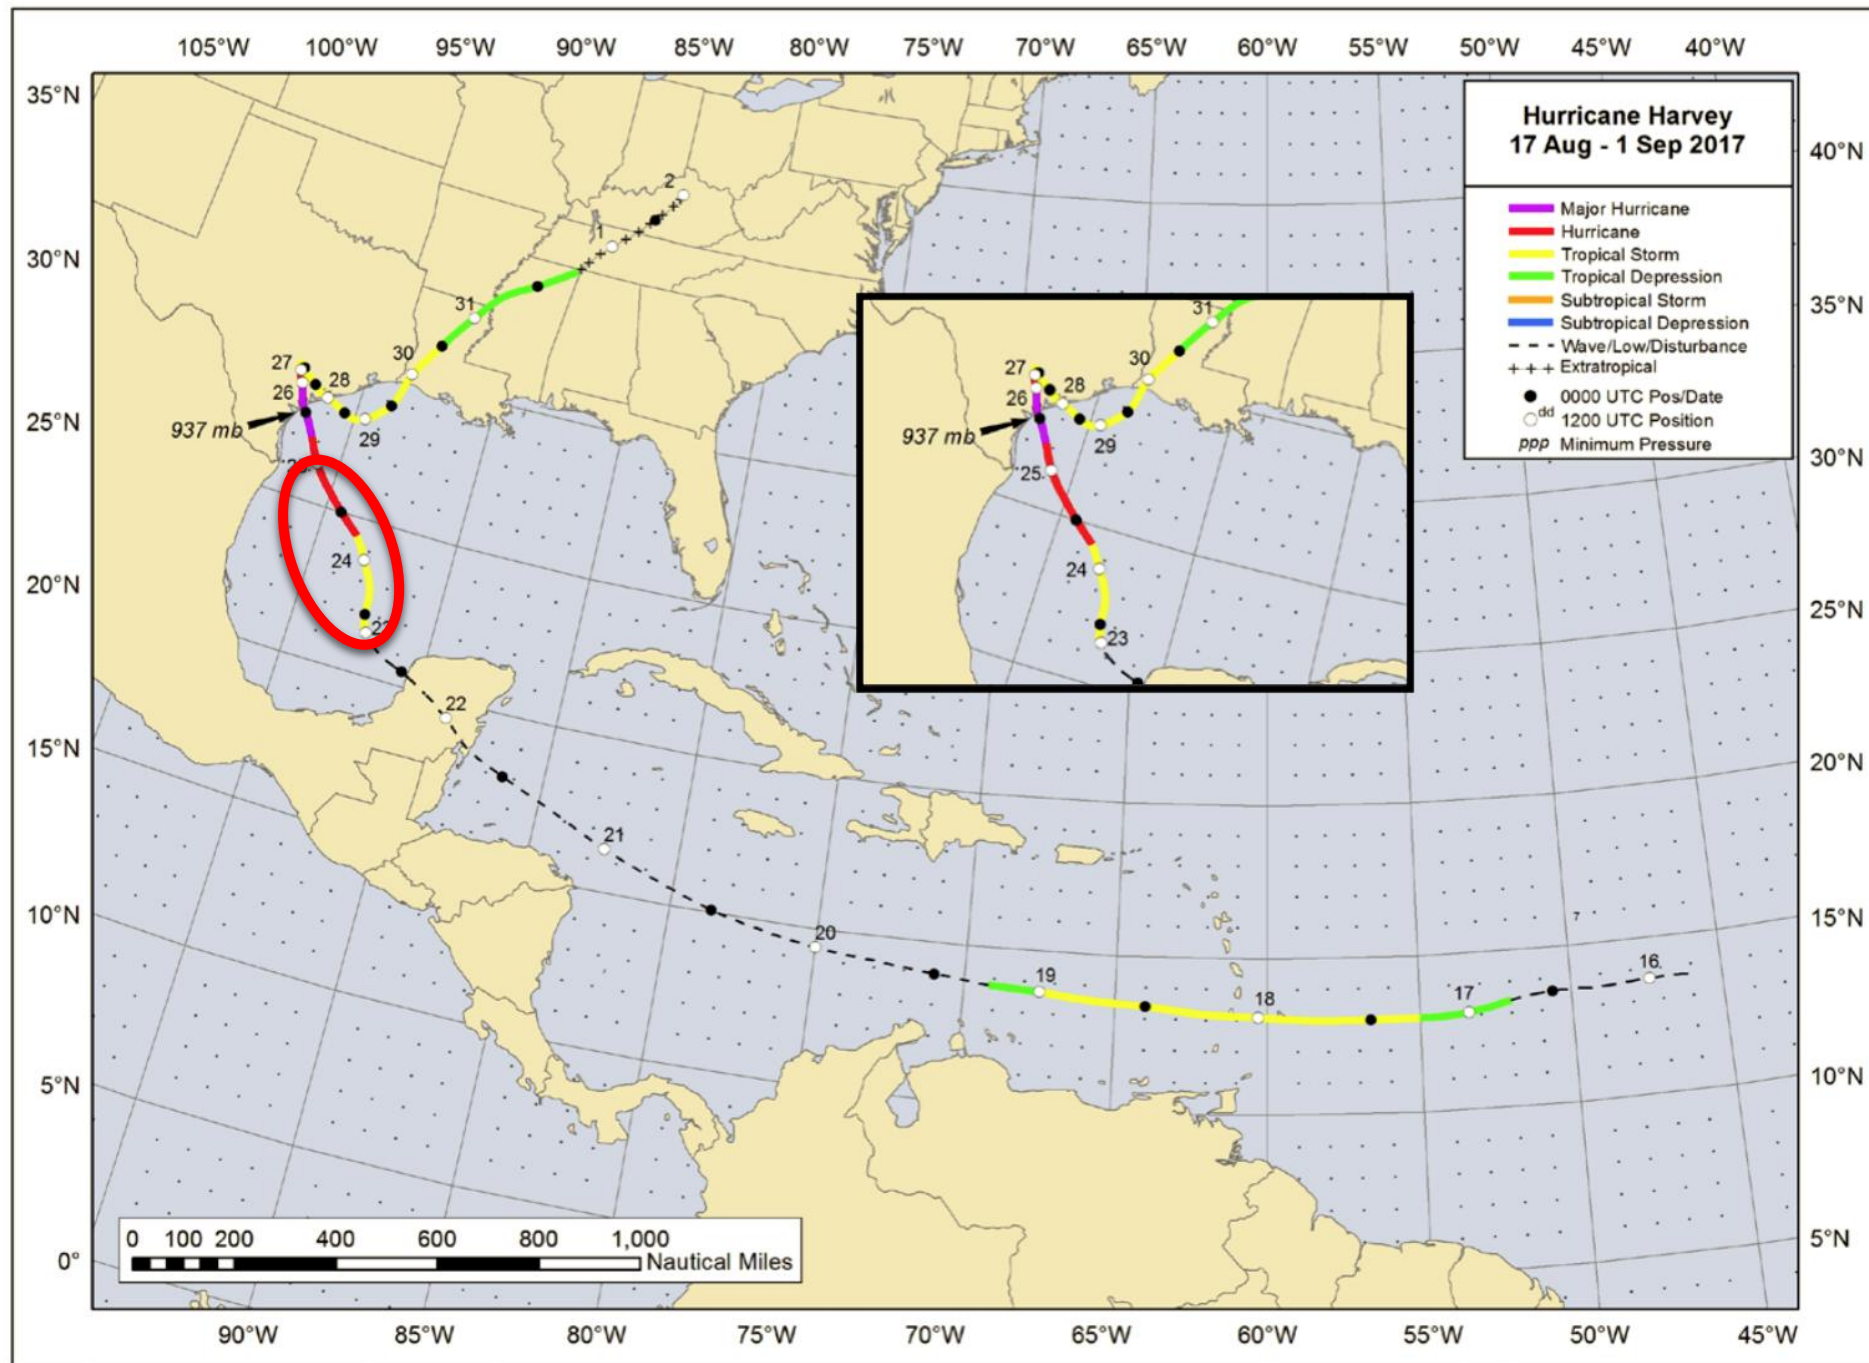 105°W 100°W 95°W 90°W 85°W 80°W 75°W 70°W 65°W 60°W 55°W 50°W 45°W 40°W
35°N
30°N
25°N
20°N
15°N
10°N
5°N
0°
Hurricane Harvey
17 Aug - 1 Sep 2017
Major Hurricane
Hurricane
Tropical Storm
Tropical Depression
Subtropical Storm
Subtropical Depression
Wave/Low/Disturbance
+++ Extratropical
0000 UTC Pos/Date
dd 1200 UTC Position
ppp Minimum Pressure
40°N
35°N
30°N
25°N
20°N
15°N
10°N
5°N
2
1
31
30
27
28
26
937 mb
29
24
23
22
21
20
19
18
17
16
31
30
27
28
26
937 mb
29
25
24
23
0 100 200 400 600 800 1,000
Nautical Miles
90°W 85°W 80°W 75°W 70°W 65°W 60°W 55°W 50°W 45°W